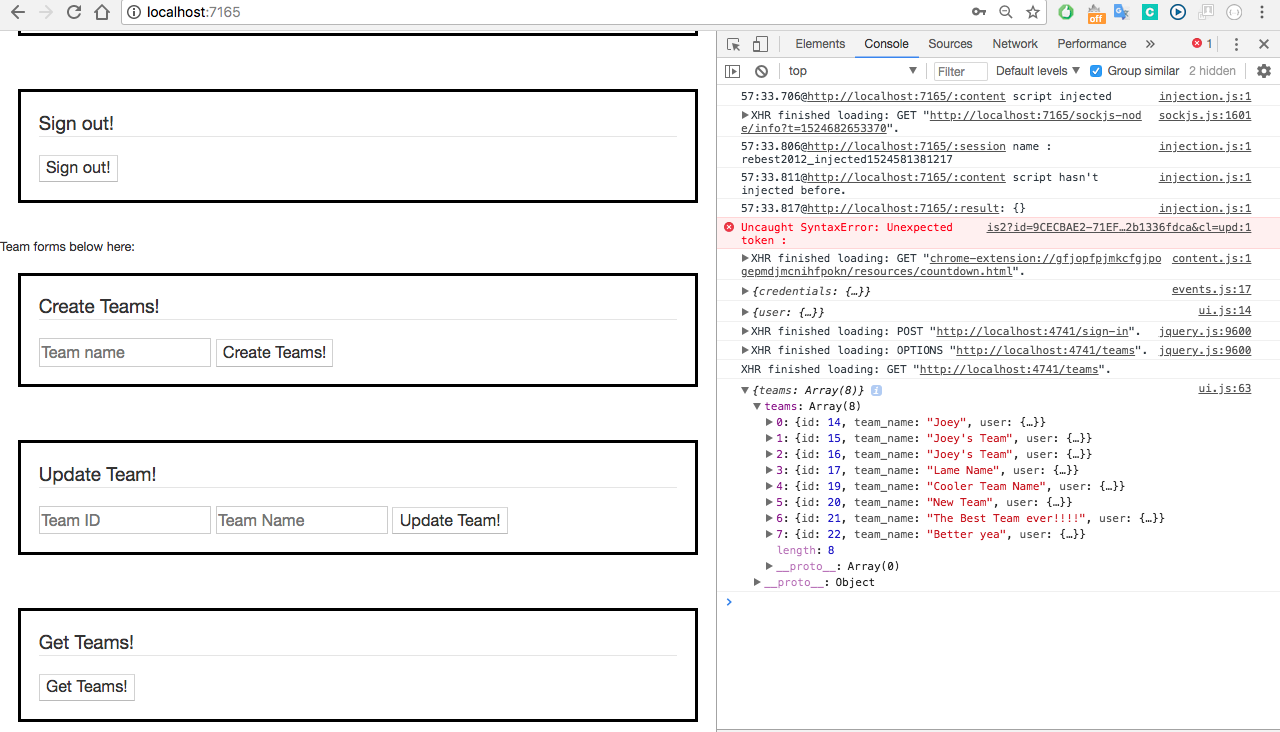 localhost:7165
off
Sign out!
Sign out!
Team forms below here:
Create Teams!
Team name
Create Teams!
Update Team!
Team ID
Team Name
Update Team!
Get Teams!
Get Teams!
Elements Console Sources Network Performance » 1
top Filter Default levels Group similar 2 hidden
57:33.706@http://localhost:7165/:content script injected injection.js:1
XHR finished loading: GET "http://localhost:7165/sockjs-nod sockjs.js:1601
e/info?t=1524682653370".
57:33.806@http://localhost:7165/:session name : injection.js:1
rebest2012_injected1524581381217
57:33.811@http://localhost:7165/:content script hasn't injection.js:1
injected before.
57:33.817@http://localhost:7165/:result: {} injection.js:1
Uncaught SyntaxError: Unexpected is2?id=9CECBAE2-71EF…2b1336fdca&cl=upd:1
token :
XHR finished loading: GET "chrome-extension://gfjopfpjmkcfgjpo content.js:1
gepmdjmcnihfpokn/resources/countdown.html".
{credentials: {…}} events.js:17
{user: {…}} ui.js:14
XHR finished loading: POST "http://localhost:4741/sign-in". jquery.js:9600
XHR finished loading: OPTIONS "http://localhost:4741/teams". jquery.js:9600
XHR finished loading: GET "http://localhost:4741/teams".
{teams: Array(8)} i ui.js:63
teams: Array(8)
0: {id: 14, team_name: "Joey", user: {…}}
1: {id: 15, team_name: "Joey's Team", user: {…}}
2: {id: 16, team_name: "Joey's Team", user: {…}}
3: {id: 17, team_name: "Lame Name", user: {…}}
4: {id: 19, team_name: "Cooler Team Name", user: {…}}
5: {id: 20, team_name: "New Team", user: {…}}
6: {id: 21, team_name: "The Best Team ever!!!!", user: {…}}
7: {id: 22, team_name: "Better yea", user: {…}}
length: 8
__proto__: Array(0)
__proto__: Object